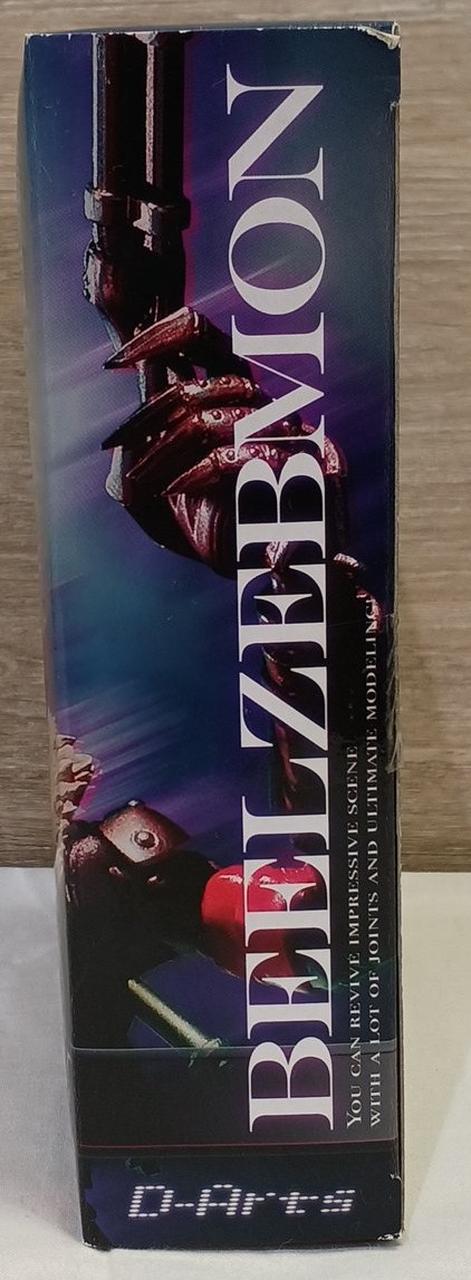 BEELZEBMON
YOU CAN REVIVE IMPRESSIVE SCENE
WITH A LOT OF JOINTS AND ULTIMATE MODELING!
D-Arts